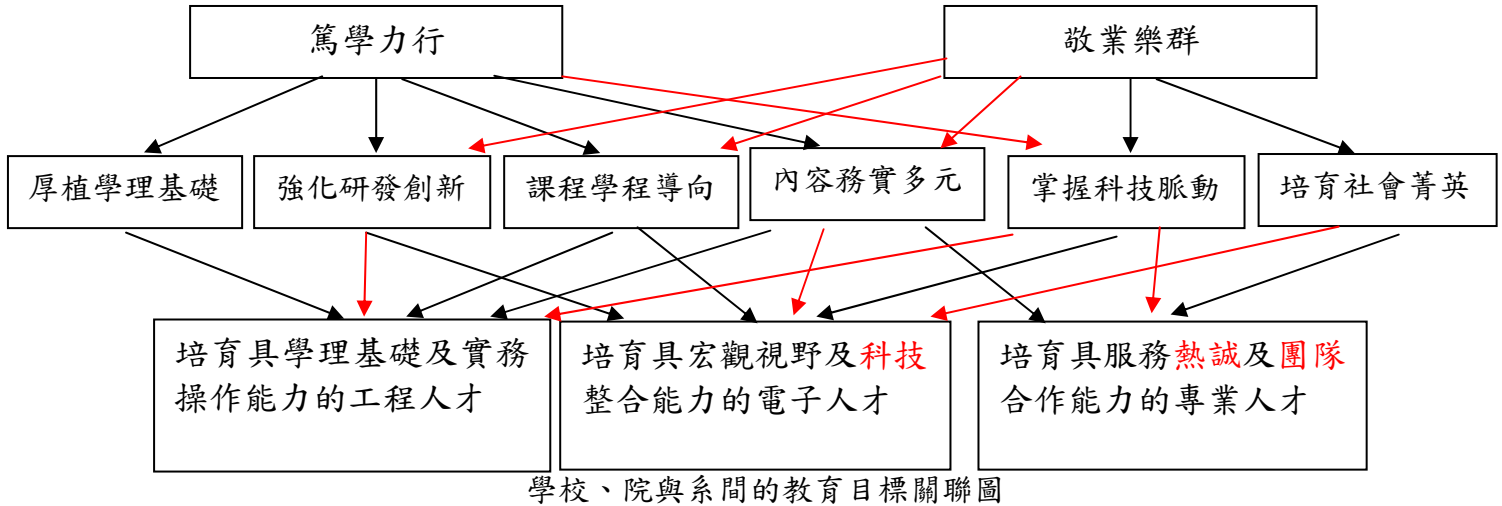 篤學力行
敬業樂群
厚植學理基礎
強化研發創新
課程學程導向
內容務實多元
掌握科技脈動
培育社會菁英
培育具學理基礎及實務
操作能力的工程人才
培育具宏觀視野及科技
整合能力的電子人才
培育具服務熱誠及團隊
合作能力的專業人才
學校、院與系間的教育目標關聯圖